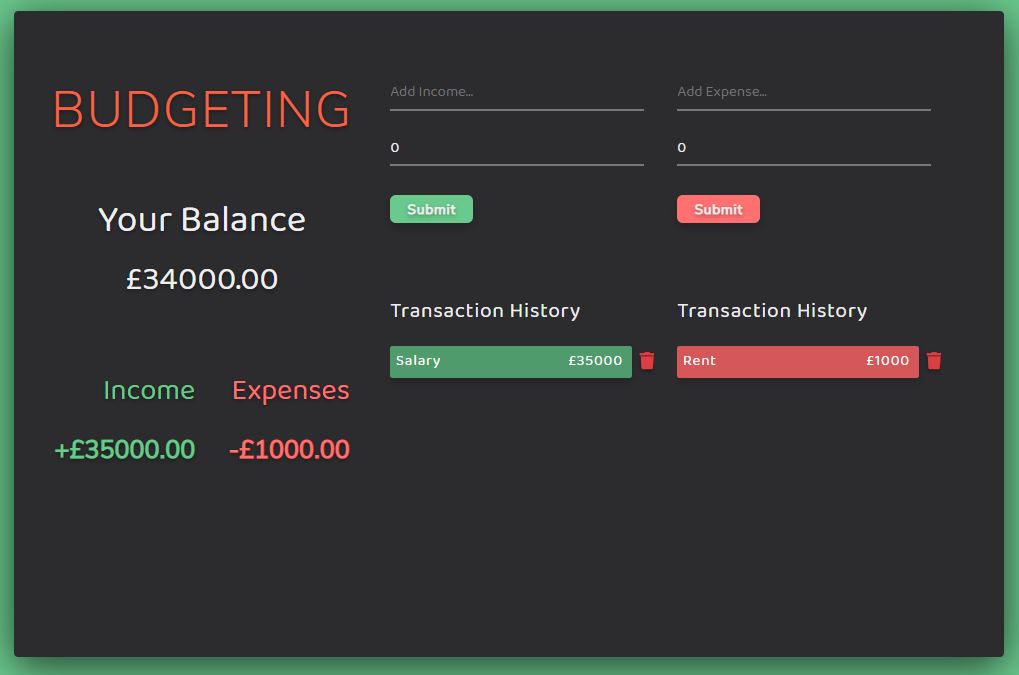 BUDGETING
Your Balance
£34000.00
Income Expenses
+£35000.00 -£1000.00
Add Income...
0
Submit
Transaction History
Salary £35000
Add Expense...
0
Submit
Transaction History
Rent £1000